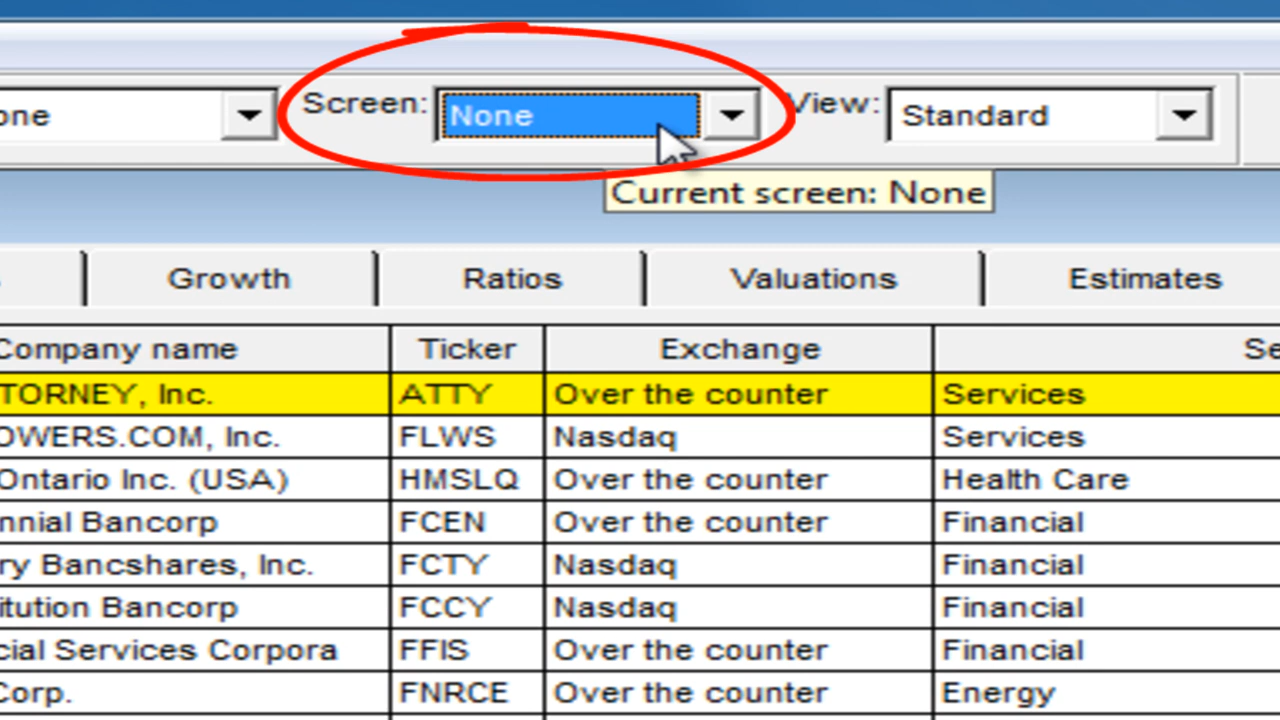 one Screen: None View: Standard
Current screen: None
Growth Ratios Valuations Estimates
Company name Ticker Exchange Se
TORNEY, Inc. ATTY Over the counter Services
OWERS.COM, Inc. FLWS Nasdaq Services
Ontario Inc. (USA) HMSLQ Over the counter Health Care
nnial Bancorp FCEN Over the counter Financial
ry Bancshares, Inc. FCTY Nasdaq Financial
itution Bancorp FCCY Nasdaq Financial
cial Services Corpora FFIS Over the counter Financial
Corp. FNRCE Over the counter Energy